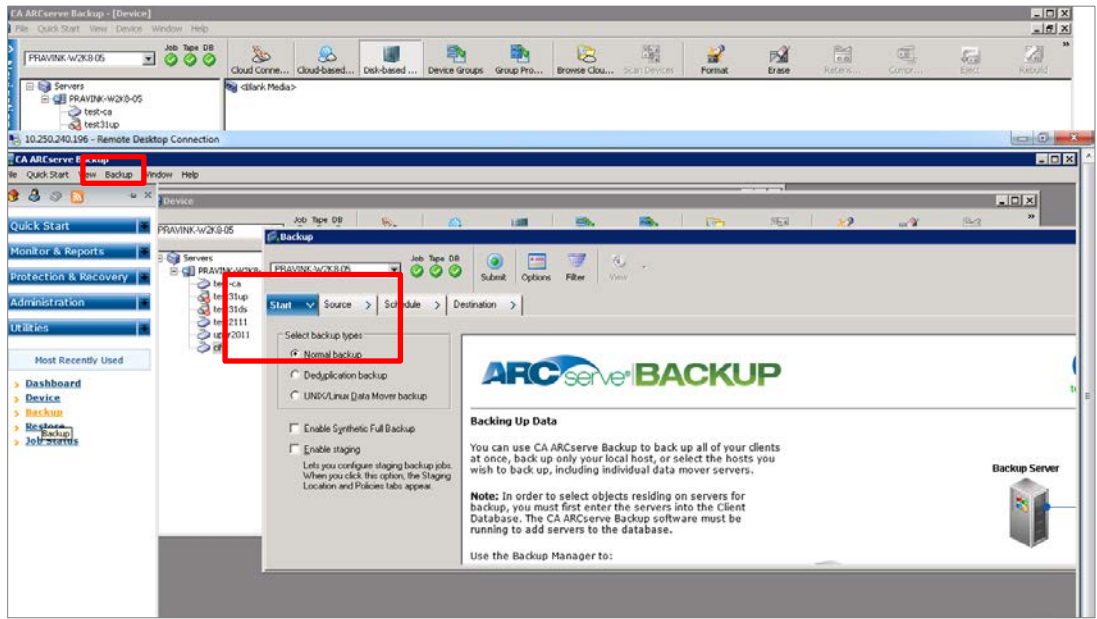 CA ARCserve Backup - [Device]
File Quick Start View Device Window Help
PRAVINK-W2K8-05
Job Tape DB
Cloud Conne... Cloud-based... Disk-based ... Device Groups Group Pro... Browse Clou... Scan Devices Format Erase Retens... Compr... Eject Rebuild
Servers
<Blank Media>
PRAVINK-W2K8-05
test-ca
test31up
10.250.240.196 - Remote Desktop Connection
CA ARCserve Backup
Quick Start View Backup Window Help
Device
Quick Start
PRAVINK-W2K8-05
Job Tape DB
Backup
Monitor & Reports
Servers
PRAVINK-W2K8-05
Job Tape DB
Submit Options Filter View
Protection & Recovery
Administration
test31up
test31ds
Start Source Schedule Destination
Utilities
test2111
Select backup types
Normal backup
Most Recently Used
Deduplication backup
Dashboard
UNIX/Linux Data Mover backup
Device
Backup
Restore
Backup
Job Status
Enable Synthetic Full Backup
Enable staging
Lets you configure staging backup jobs.
When you click this option, the Staging
Location and Policies tabs appear.
ARCserve® BACKUP
Backing Up Data
You can use CA ARCserve Backup to back up all of your clients
at once, back up only your local host, or select the hosts you
wish to back up, including individual data mover servers.
Backup Server
Note: In order to select objects residing on servers for
backup, you must first enter the servers into the Client
Database. The CA ARCserve Backup software must be
running to add servers to the database.
Use the Backup Manager to: